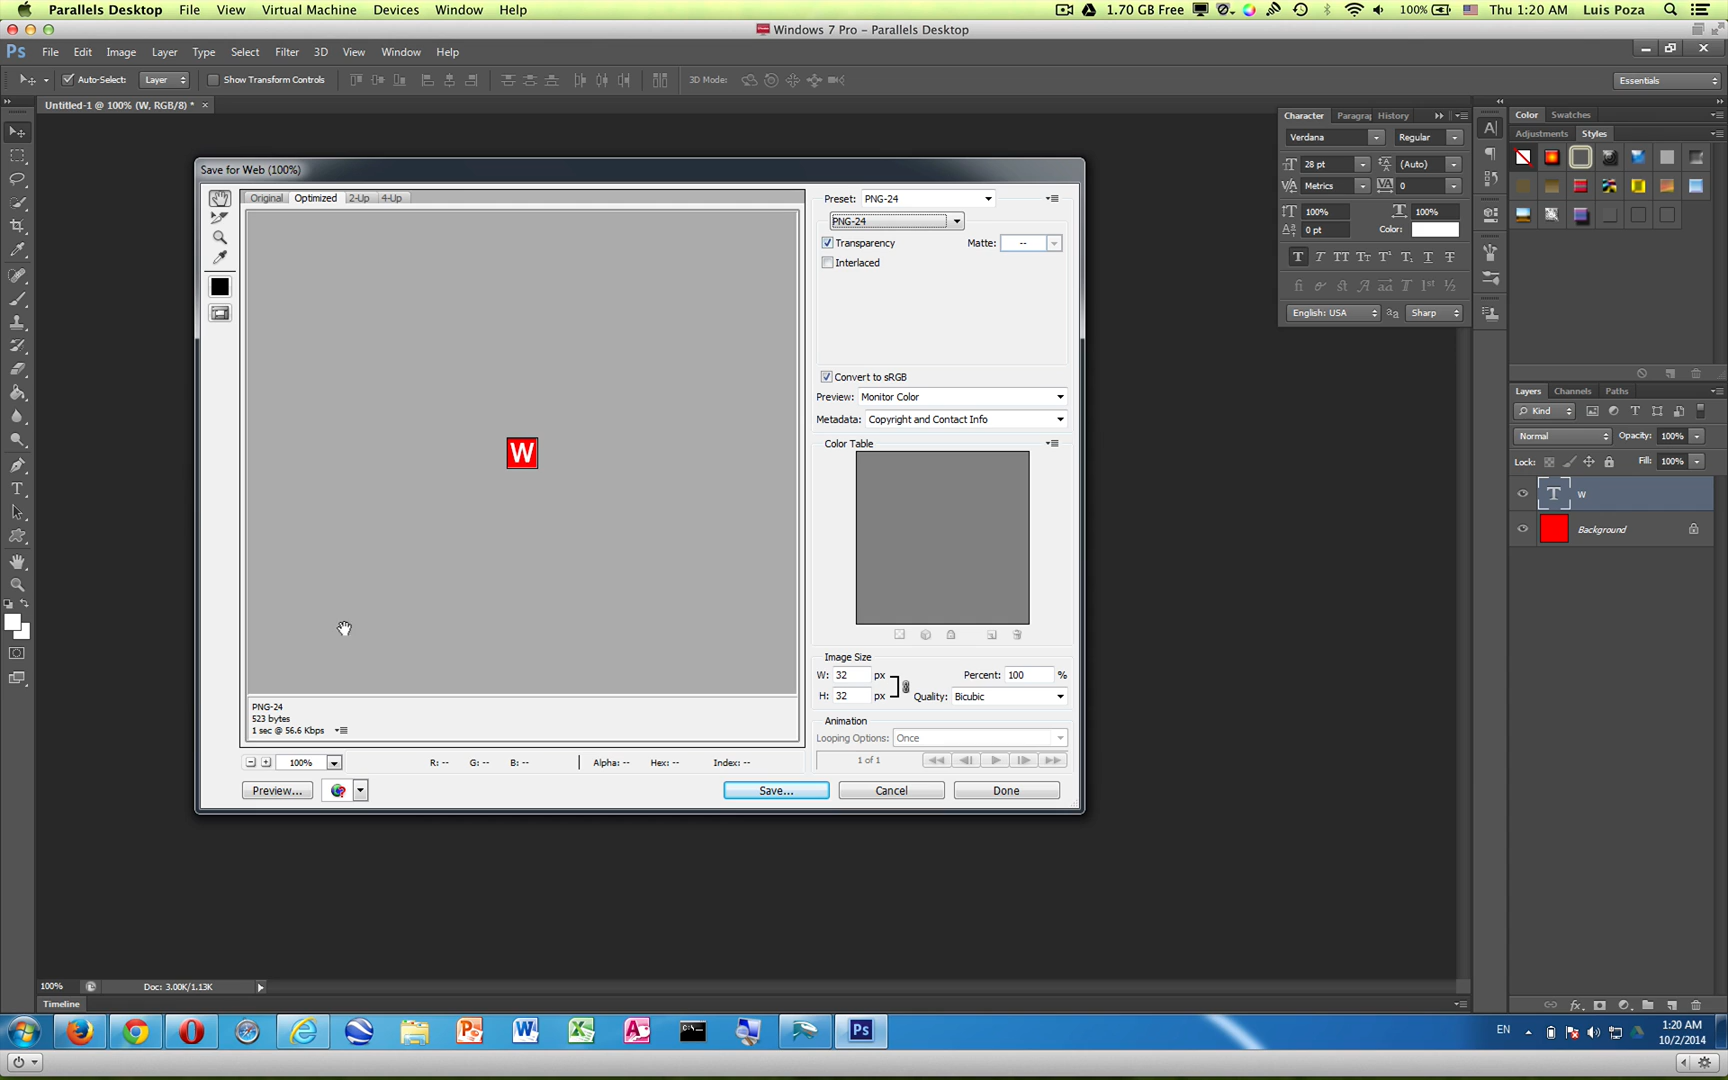 Parallels Desktop File View Virtual Machine Devices Window Help 1.70 GB Free 100% Thu 1:20 AM Luis Poza
Windows 7 Pro - Parallels Desktop
Ps File Edit Image Layer Type Select Filter 3D View Window Help
Auto-Select: Layer Show Transform Controls 3D Mode: Essentials
Untitled-1 @ 100% (W, RGB/8) *
Character Paragraph History
Color Swatches
Verdana Regular
Adjustments Styles
28 pt (Auto)
Metrics 0
100% 100%
0 pt Color:
English: USA Sharp
Save for Web (100%)
Original Optimized 2-Up 4-Up
W
PNG-24
523 bytes
1 sec @ 56.6 Kbps
100% R: -- G: -- B: -- Alpha: -- Hex: -- Index: --
Preview... Save... Cancel Done
Preset: PNG-24
PNG-24
Transparency Matte: --
Interlaced
Convert to sRGB
Preview: Monitor Color
Metadata: Copyright and Contact Info
Color Table
Image Size
W: 32 px Percent: 100 %
H: 32 px Quality: Bicubic
Animation
Looping Options: Once
1 of 1
Layers Channels Paths
Kind
Normal Opacity: 100%
Lock: Fill: 100%
T W
Background
100% Doc: 3.00K/1.13K
Timeline
Ps EN 1:20 AM
10/2/2014